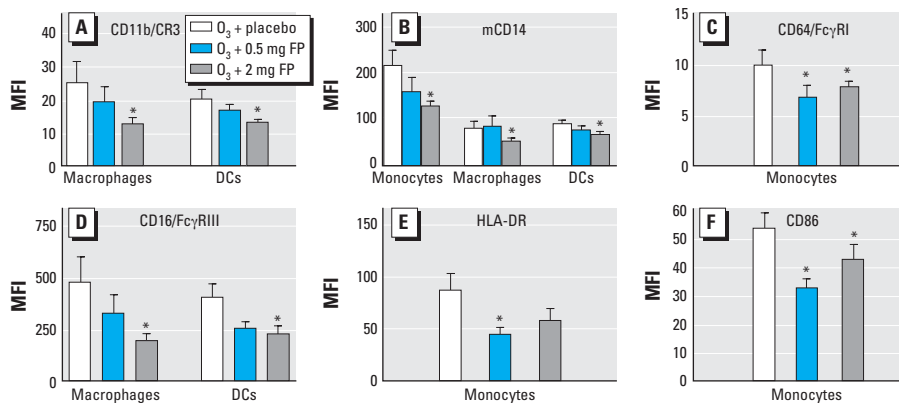 A CD11b/CR3
O3 + placebo
O3 + 0.5 mg FP
O3 + 2 mg FP
MFI
40
30
20
10
0
*
*
Macrophages
DCs
B mCD14
MFI
300
200
100
0
*
*
*
Monocytes
Macrophages
DCs
C CD64/FcγRI
MFI
15
10
5
0
*
*
Monocytes
D CD16/FcγRIII
MFI
750
500
250
0
*
*
Macrophages
DCs
E HLA-DR
MFI
150
100
50
0
*
Monocytes
F CD86
MFI
60
50
40
30
20
10
0
*
*
Monocytes